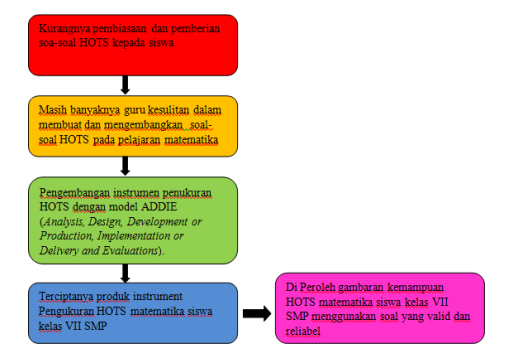 Kurangnya pembiasaan dan pemberian
soa-soal HOTS kepada siswa
Masih banyaknya guru kesulitan dalam
membuat dan mengembangkan soal-
soal HOTS pada pelajaran matematika
Pengembangan instrumen penukuran
HOTS dengan model ADDIE
(Analysis, Design, Development or
Production, Implementation or
Delivery and Evaluations).
Terciptanya produk instrument
Pengukuran HOTS matematika siswa
kelas VII SMP
Di Peroleh gambaran kemampuan
HOTS matematika siswa kelas VII
SMP menggunakan soal yang valid dan
reliabel